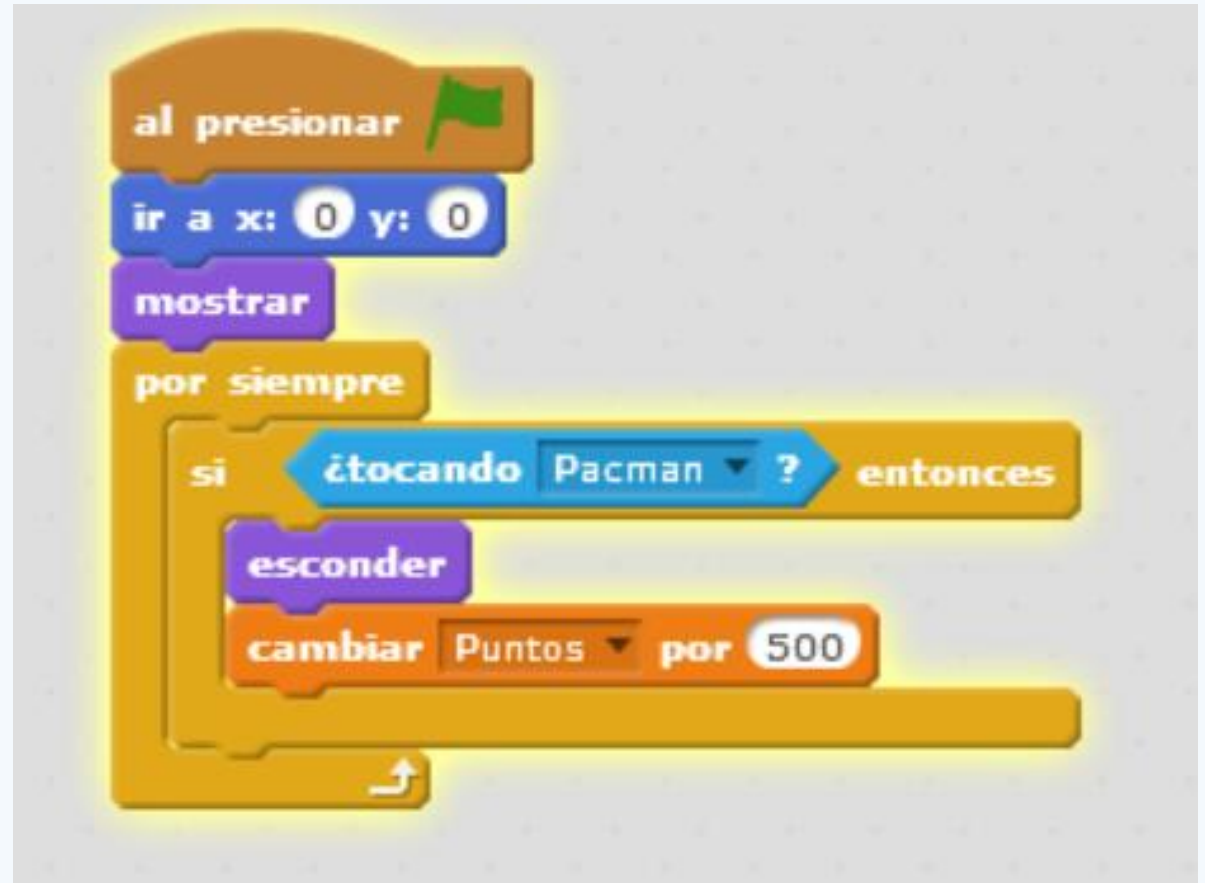 al presionar
ir a x: 0 y: 0
mostrar
por siempre
si ¿tocando Pacman ? entonces
esconder
cambiar Puntos por 500